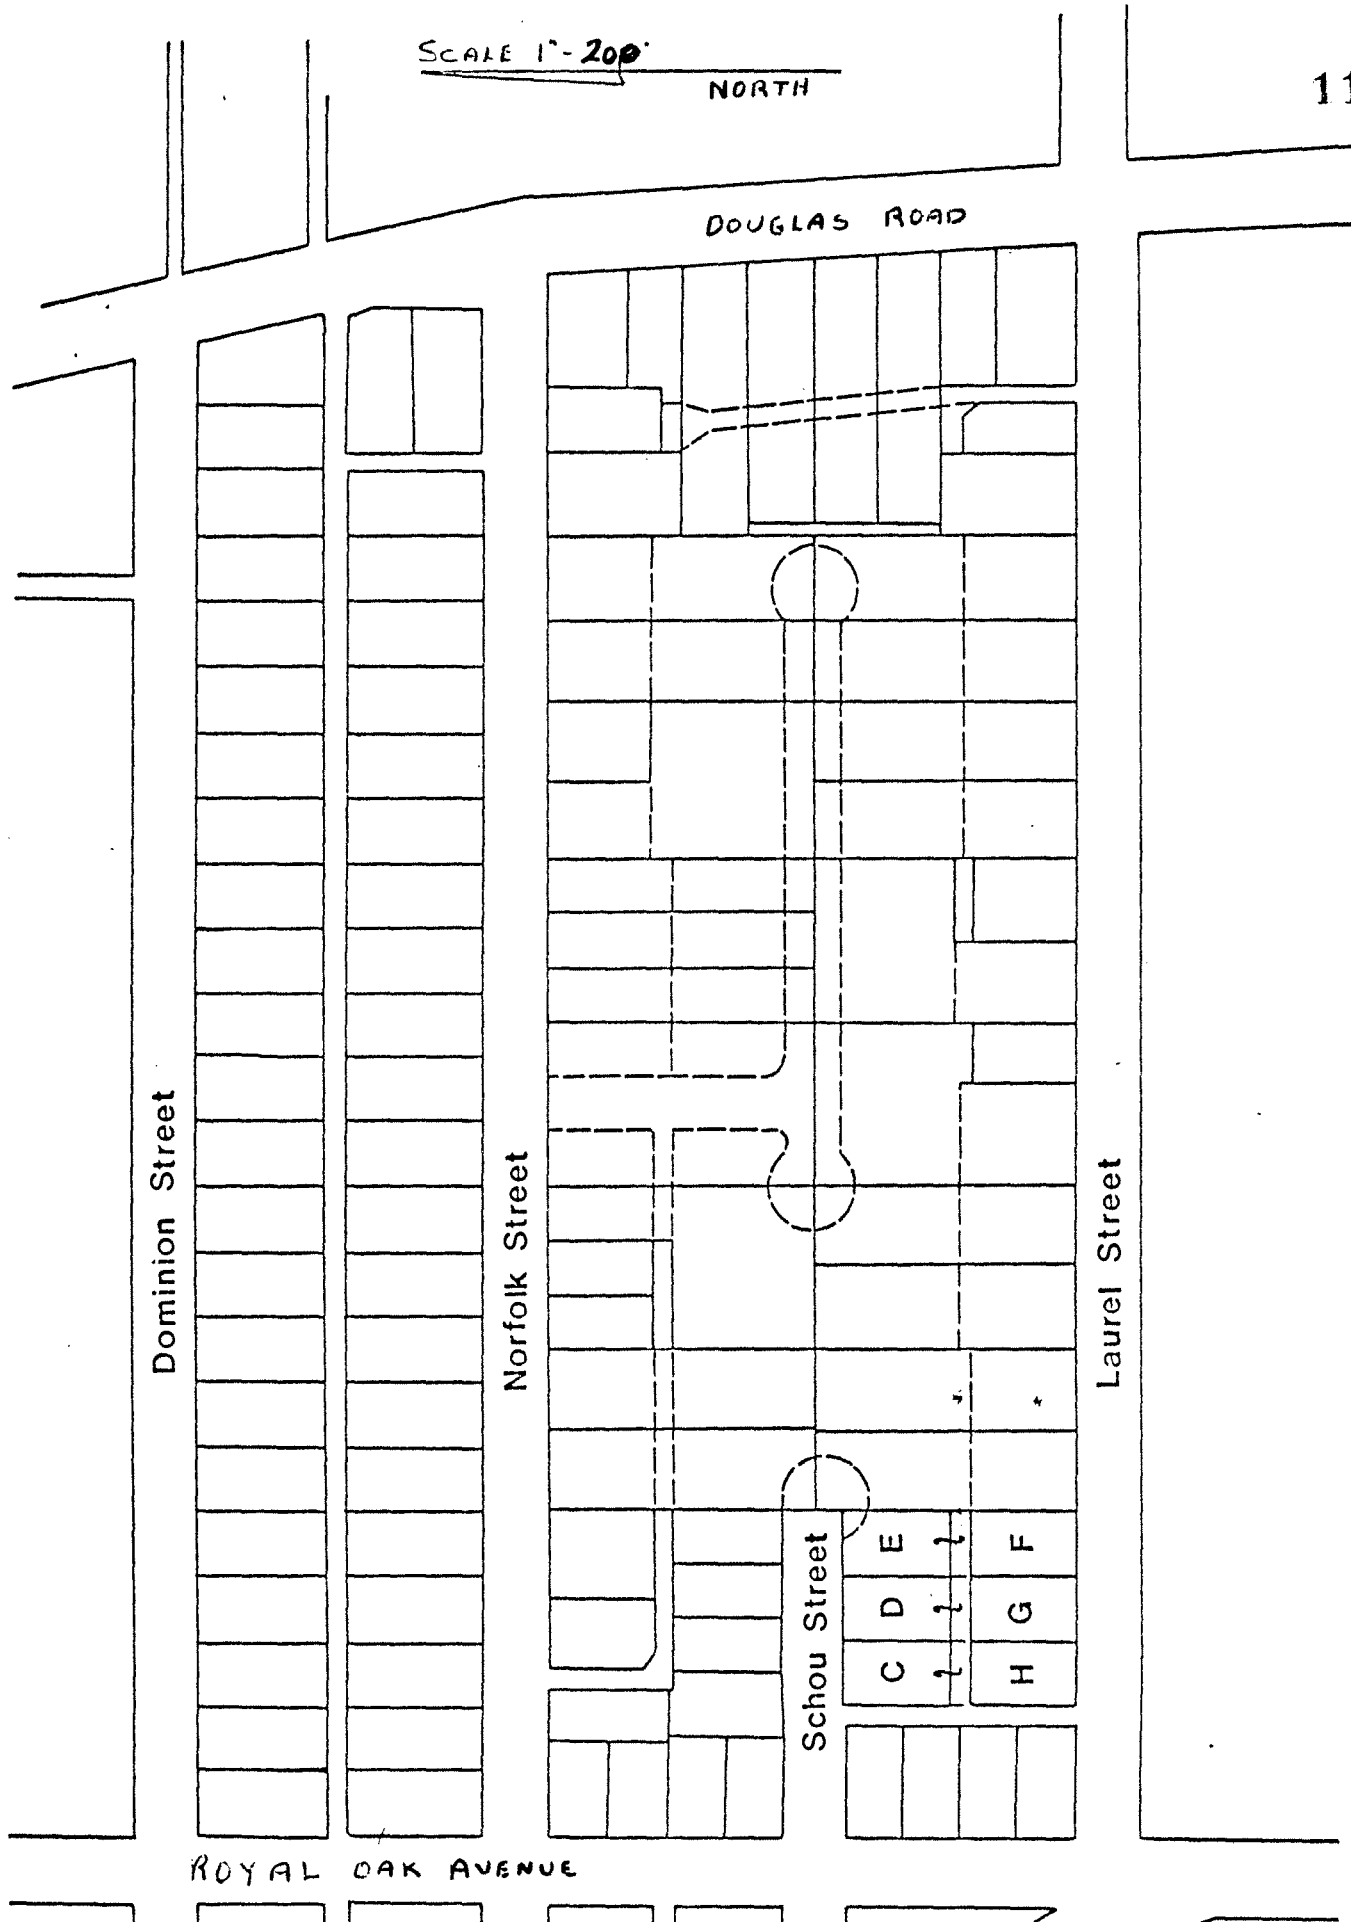 SCALE 1"-200'
NORTH
11
DOUGLAS ROAD
Dominion Street
Norfolk Street
Laurel Street
Schou Street
E F
D G
C H
ROYAL OAK AVENUE